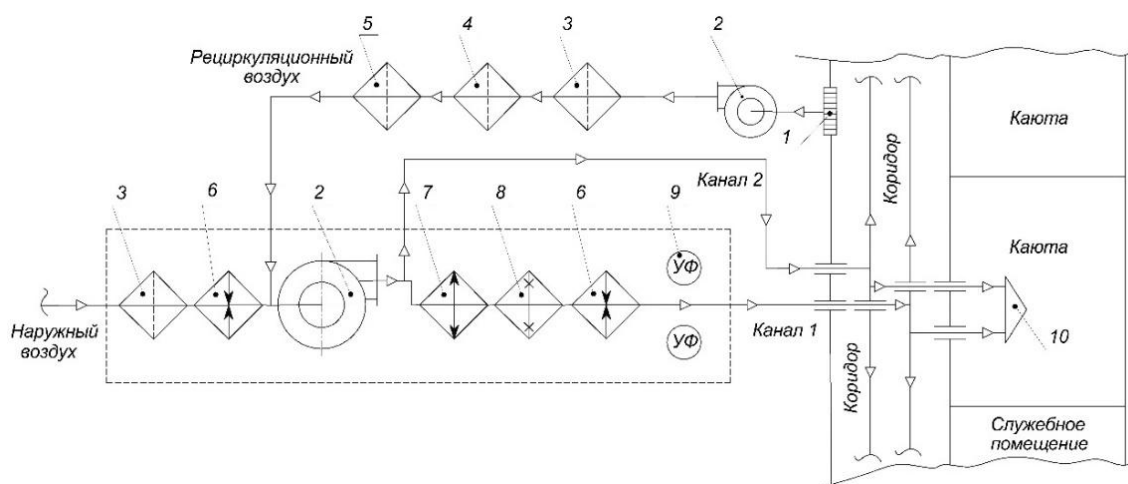 5
4
3
2
Рециркуляционный
воздух
1
Каюта
Коридор
3
6
2
7
8
6
9
Канал 2
УФ
Каюта
Наружный
воздух
УФ
Канал 1
10
Коридор
Служебное
помещение